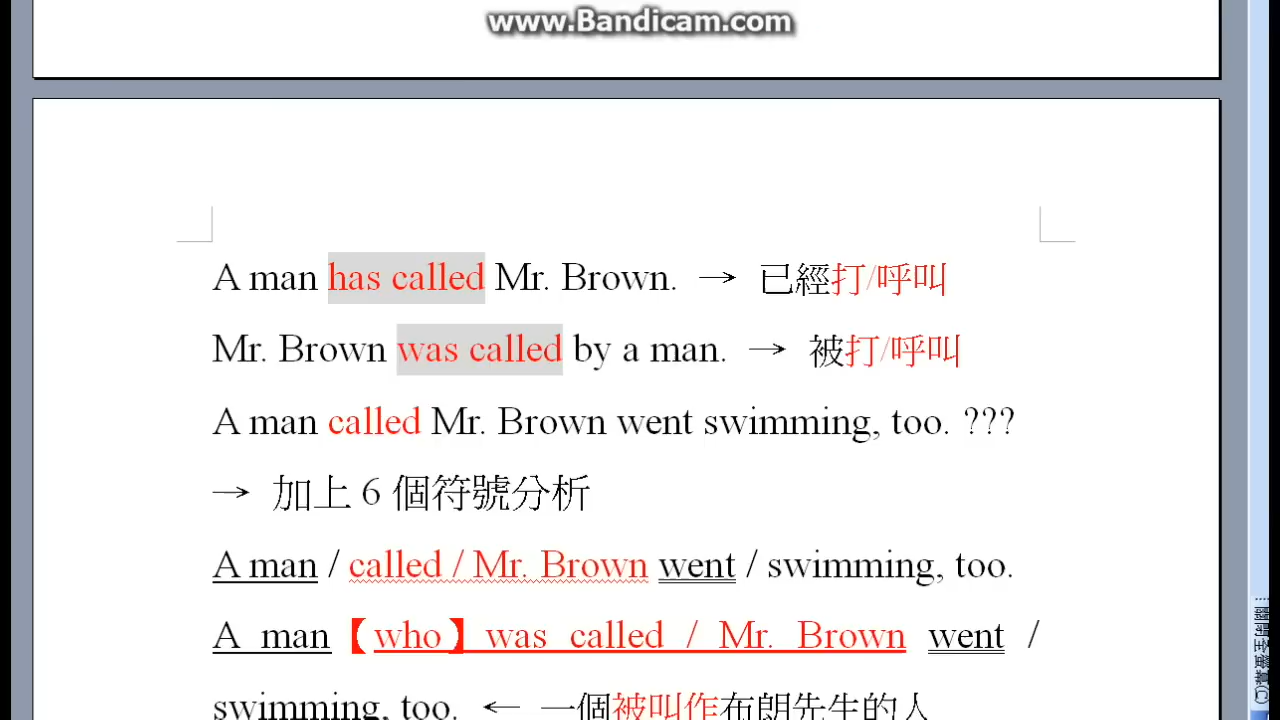 www.Bandicam.com
A man has called Mr. Brown. → 已經打/呼叫
Mr. Brown was called by a man. → 被打/呼叫
A man called Mr. Brown went swimming, too. ???
→ 加上 6 個符號分析
A man / called / Mr. Brown went / swimming, too.
A man【who】was called / Mr. Brown went /
swimming, too. ← 一個被叫作布朗先生的人